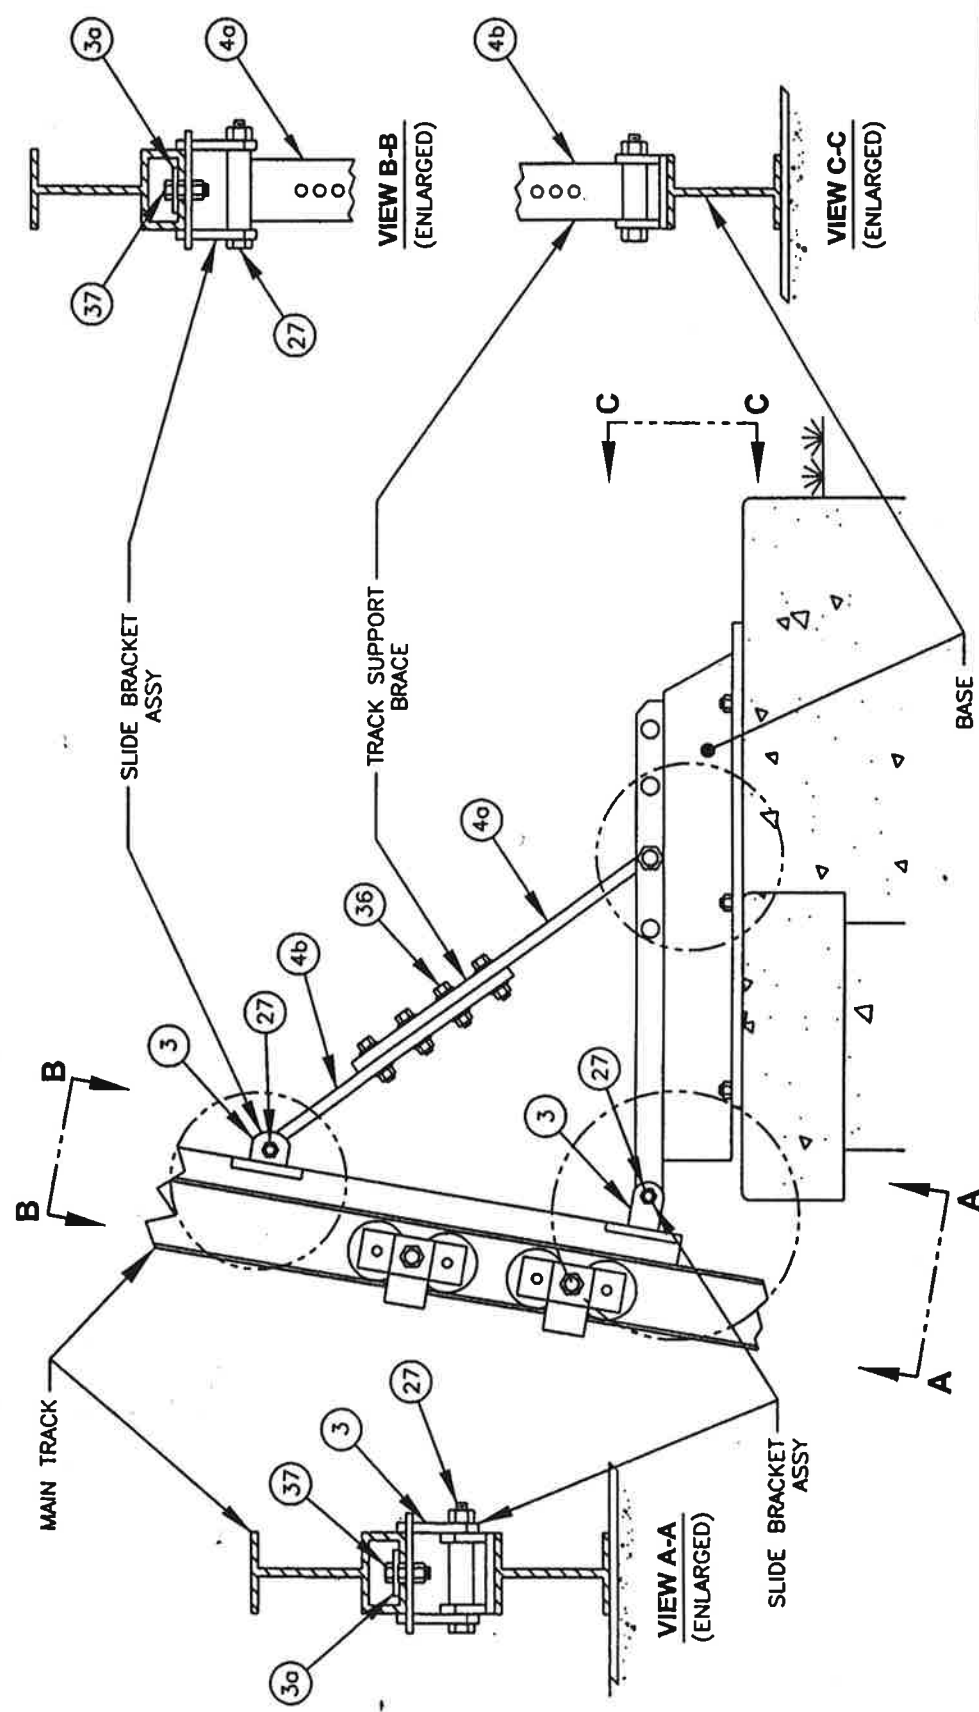 MAIN TRACK
SLIDE BRACKET
ASSY
TRACK SUPPORT
BRACE
BASE
B
B
3
27
4b
36
4a
3
27
C
C
A
A
3a
37
3
27
VIEW A-A
(ENLARGED)
SLIDE BRACKET
ASSY
37
3a
4a
27
VIEW B-B
(ENLARGED)
4b
VIEW C-C
(ENLARGED)